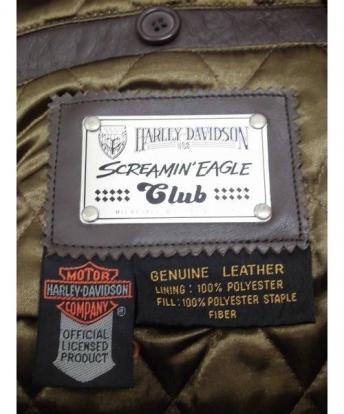 HARLEY-DAVIDSON
USA
SCREAMIN' EAGLE
Club
MOTOR
HARLEY-DAVIDSON
COMPANY
OFFICIAL
LICENSED
PRODUCT
GENUINE LEATHER
LINING: 100% POLYESTER
FILL: 100% POLYESTER STAPLE
FIBER